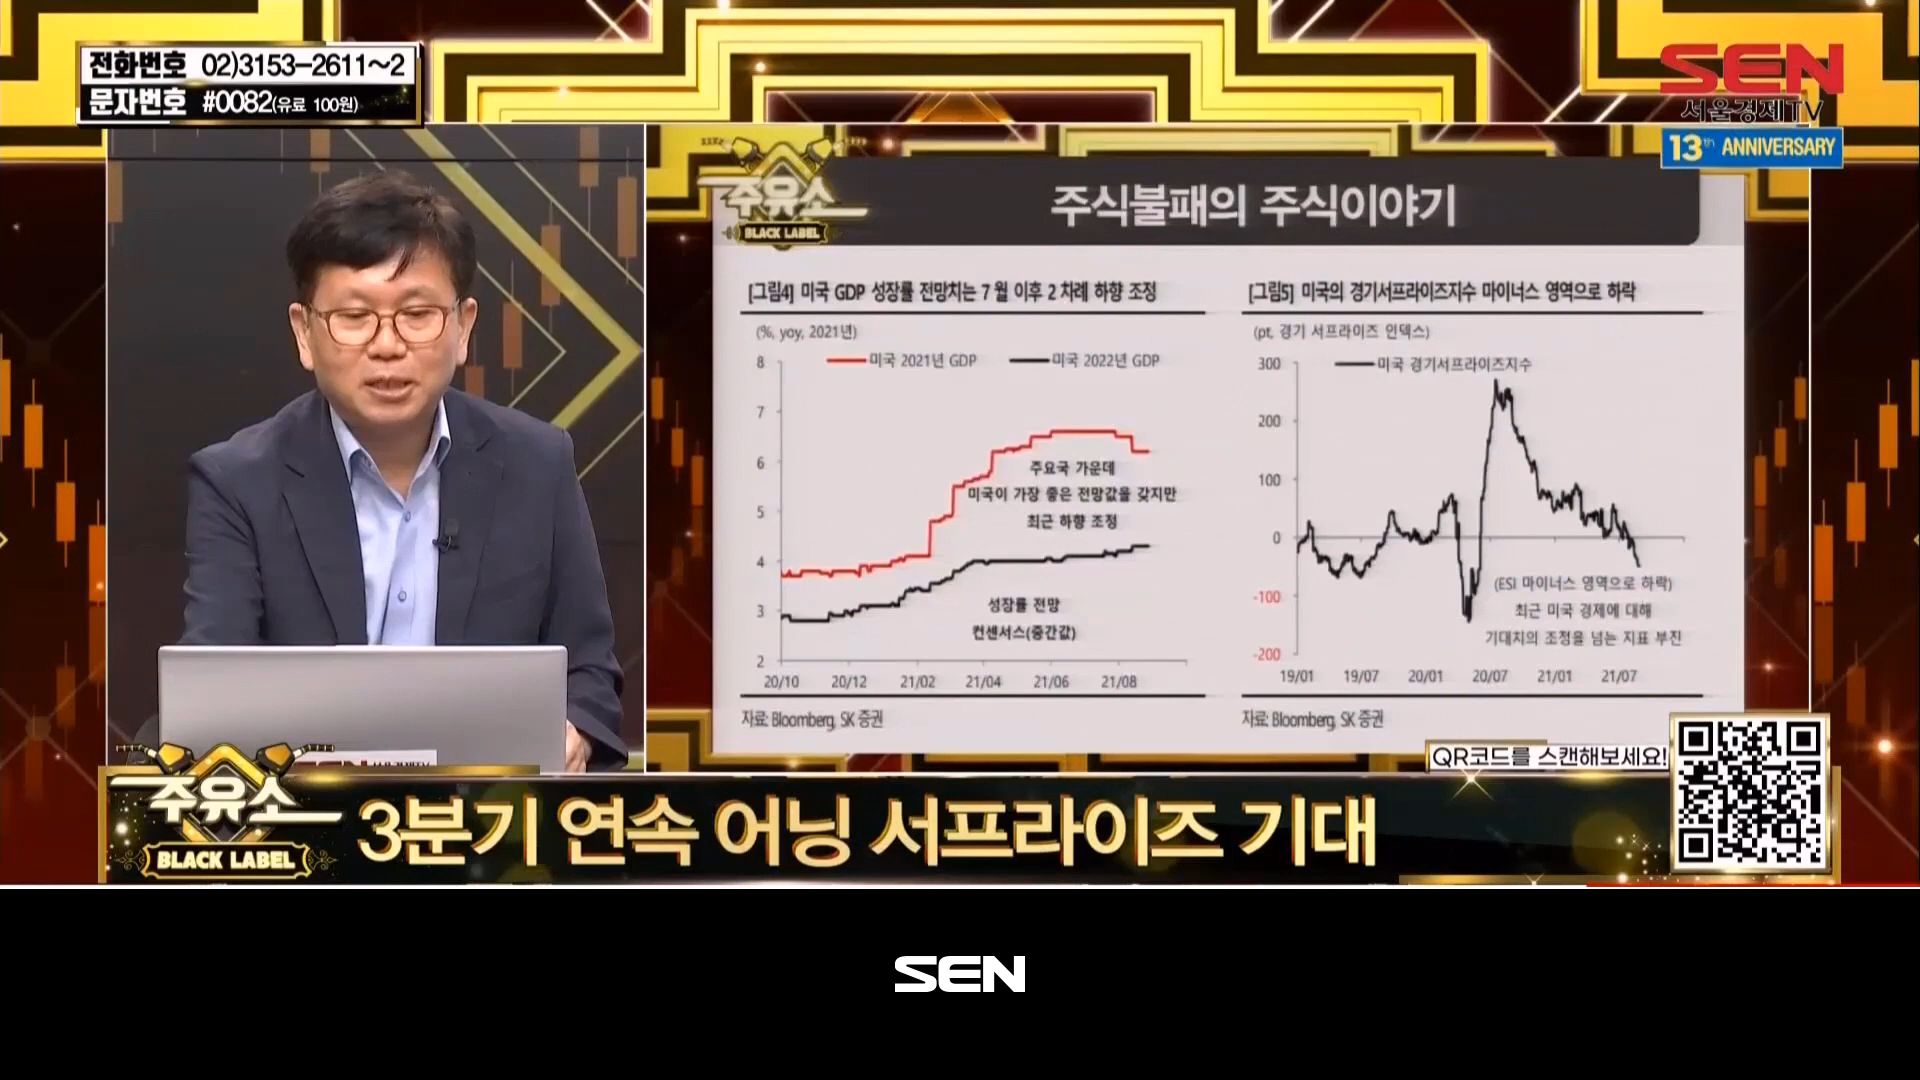 전화번호 02)3153-2611~2
문자번호 #0082(유료 100원)
SEN
서울경제TV
13th ANNIVERSARY
주유소
BLACK LABEL
주식불패의 주식이야기
[그림4] 미국 GDP 성장률 전망치는 7월 이후 2차례 하향 조정
(%, yoy, 2021년)
미국 2021년 GDP
미국 2022년 GDP
8
7
6
5
4
3
2
주요국 가운데
미국이 가장 좋은 전망값을 갖지만
최근 하향 조정
성장률 전망
컨센서스(중간값)
20/10 20/12 21/02 21/04 21/06 21/08
자료: Bloomberg, SK 증권
[그림5] 미국의 경기서프라이즈지수 마이너스 영역으로 하락
(pt, 경기 서프라이즈 인덱스)
미국 경기서프라이즈지수
300
200
100
0
-100
-200
(ESI 마이너스 영역으로 하락)
최근 미국 경제에 대해
기대치의 조정을 넘는 지표 부진
19/01 19/07 20/01 20/07 21/01 21/07
자료: Bloomberg, SK 증권
QR코드를 스캔해보세요!
주유소
BLACK LABEL
3분기 연속 어닝 서프라이즈 기대
SEN